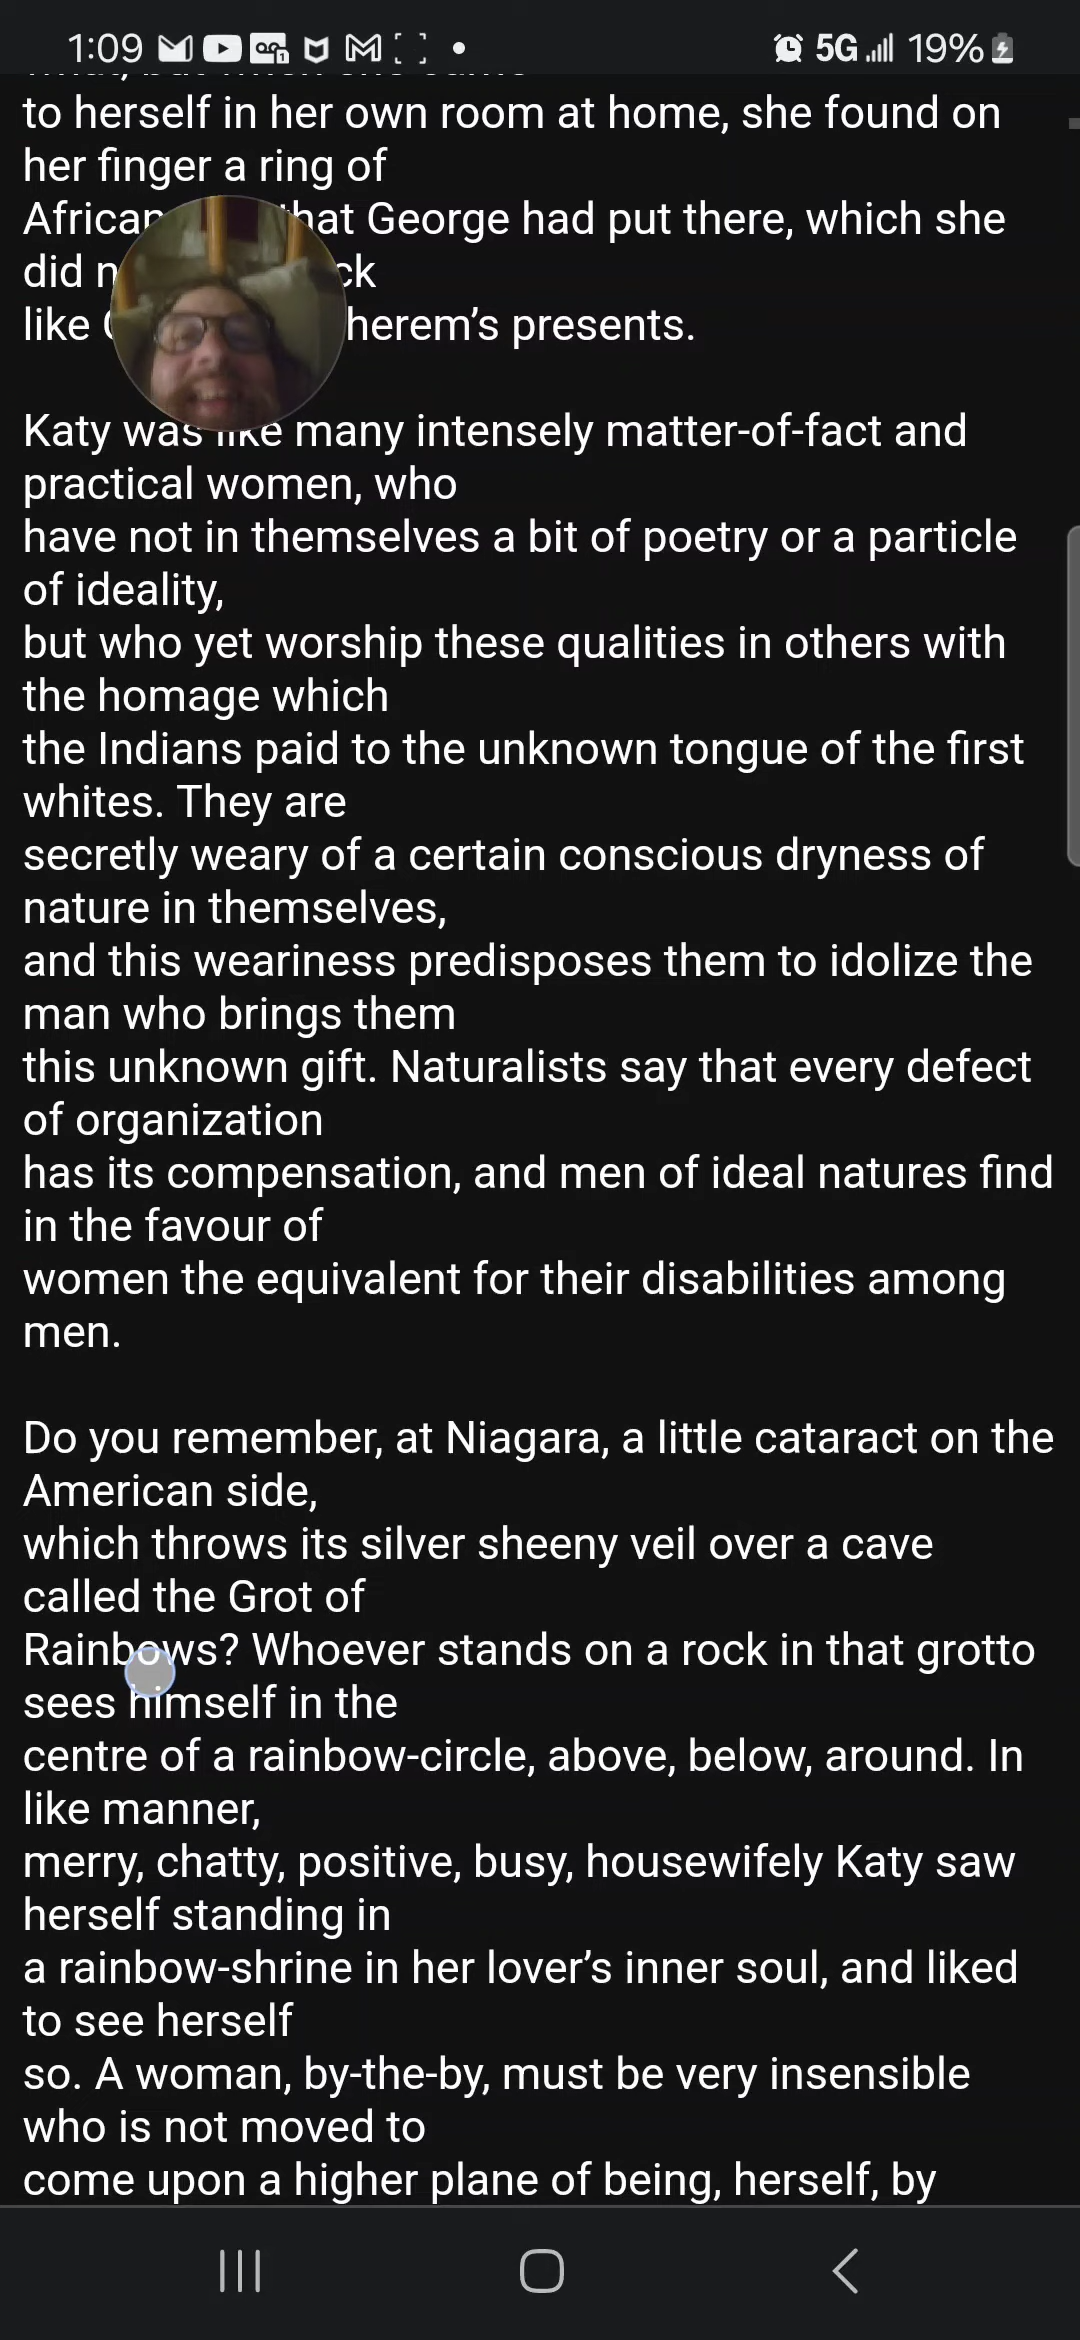 1:09 5G 19%
to herself in her own room at home, she found on
her finger a ring of
African that George had put there, which she
did
like presents.
Katy was like many intensely matter-of-fact and
practical women, who
have not in themselves a bit of poetry or a particle
of ideality,
but who yet worship these qualities in others with
the homage which
the Indians paid to the unknown tongue of the first
whites. They are
secretly weary of a certain conscious dryness of
nature in themselves,
and this weariness predisposes them to idolize the
man who brings them
this unknown gift. Naturalists say that every defect
of organization
has its compensation, and men of ideal natures find
in the favour of
women the equivalent for their disabilities among
men.
Do you remember, at Niagara, a little cataract on the
American side,
which throws its silver sheeny veil over a cave
called the Grot of
Rainbows? Whoever stands on a rock in that grotto
sees himself in the
centre of a rainbow-circle, above, below, around. In
like manner,
merry, chatty, positive, busy, housewifely Katy saw
herself standing in
a rainbow-shrine in her lover’s inner soul, and liked
to see herself
so. A woman, by-the-by, must be very insensible
who is not moved to
come upon a higher plane of being, herself, by